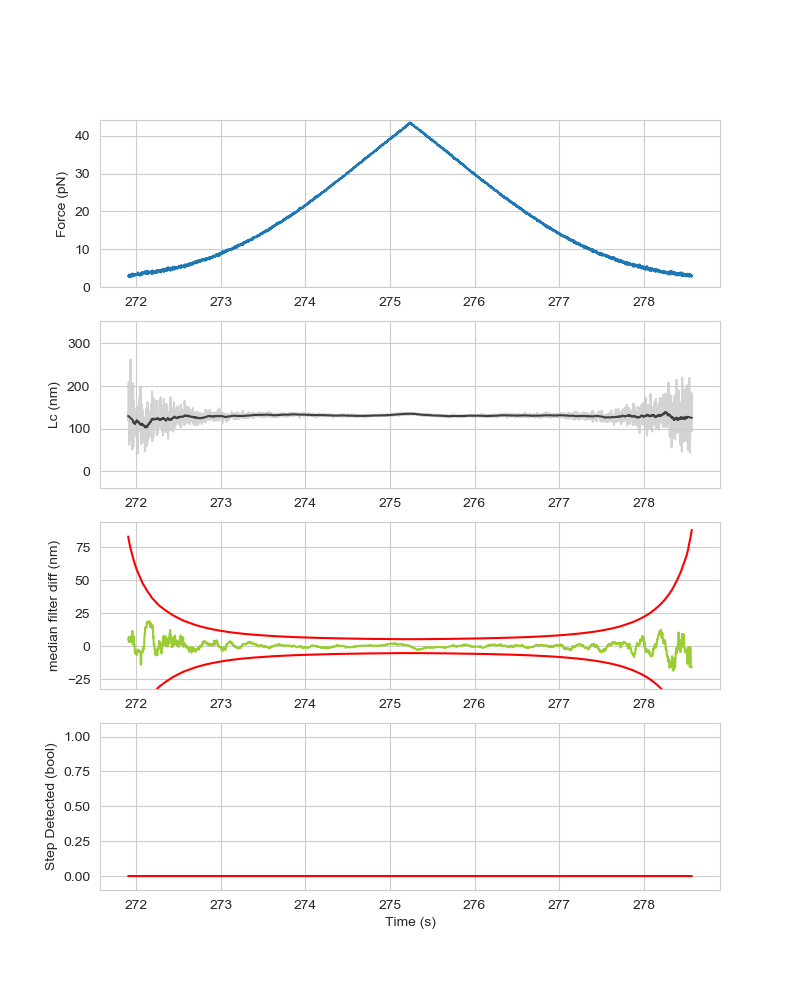 Force (pN)
40
30
20
10
0
272 273 274 275 276 277 278
Lc (nm)
300
200
100
0
272 273 274 275 276 277 278
median filter diff (nm)
75
50
25
0
−25
272 273 274 275 276 277 278
Step Detected (bool)
1.00
0.75
0.50
0.25
0.00
272 273 274 275 276 277 278
Time (s)